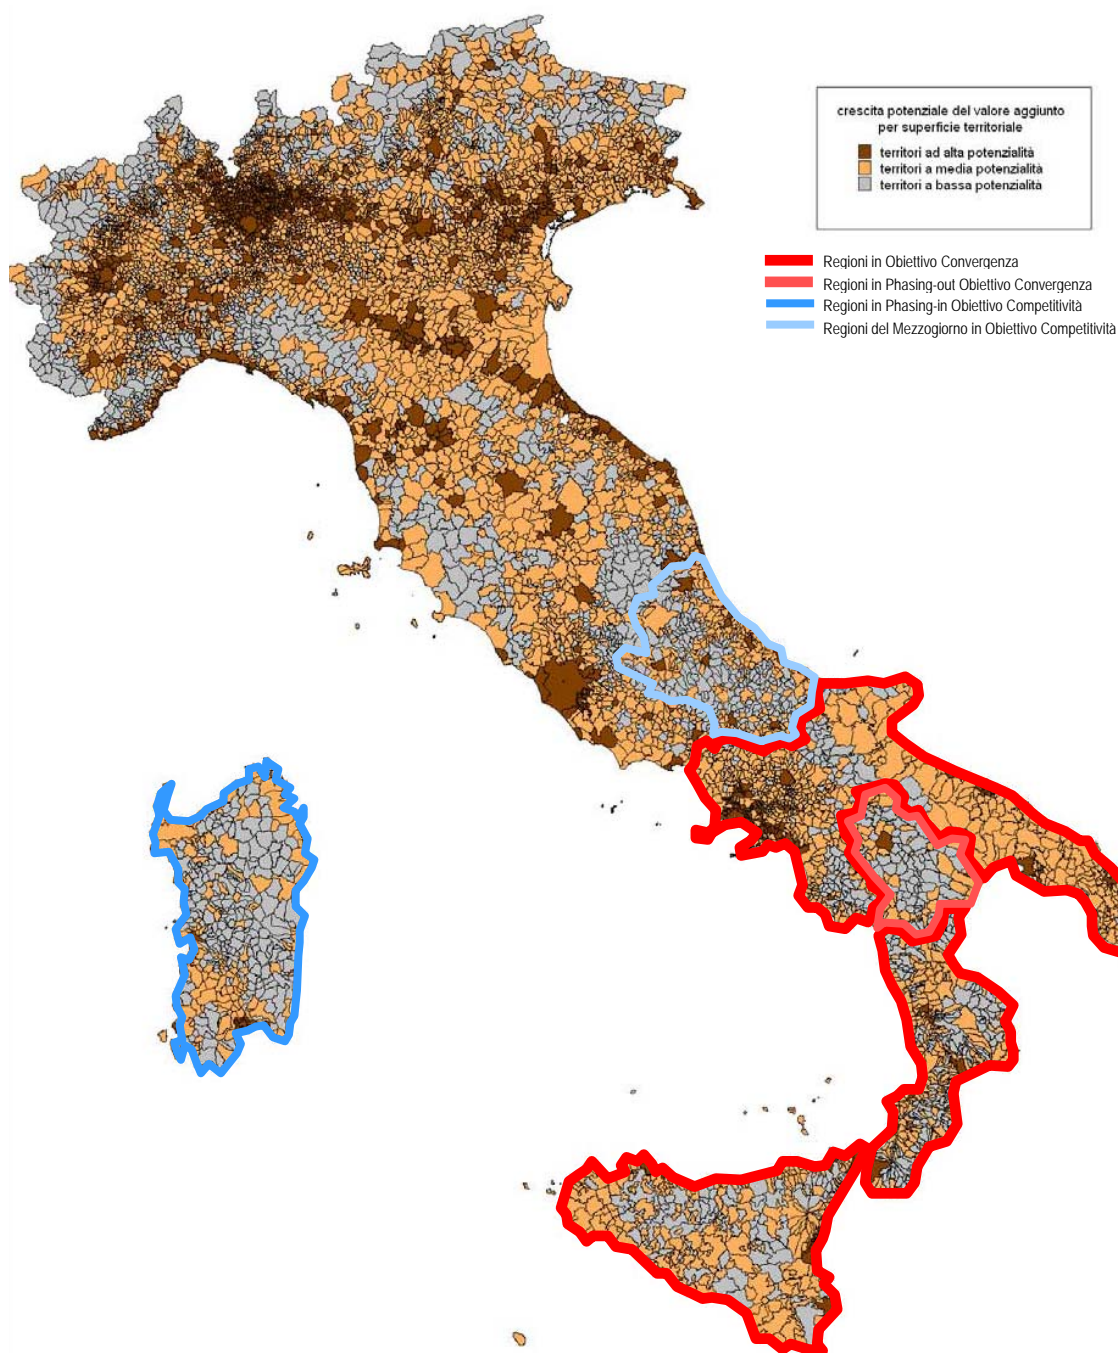 crescita potenziale del valore aggiunto
per superficie territoriale
territori ad alta potenzialità
territori a media potenzialità
territori a bassa potenzialità
Regioni in Obiettivo Convergenza
Regioni in Phasing-out Obiettivo Convergenza
Regioni in Phasing-in Obiettivo Competitività
Regioni del Mezzogiorno in Obiettivo Competitività